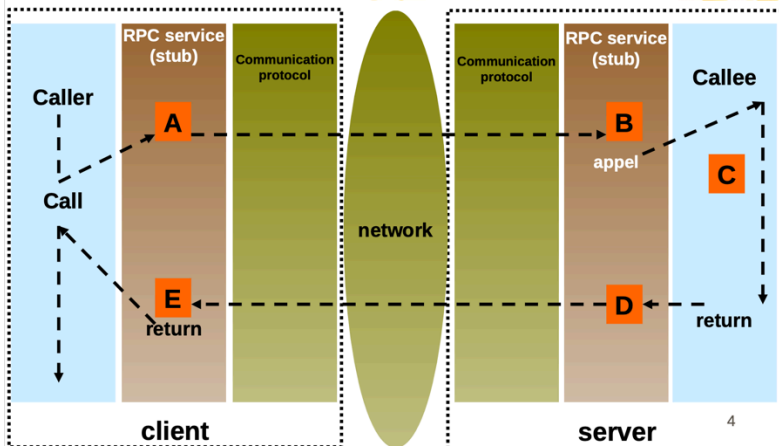 RPC service
(stub)
Communication
protocol
Communication
protocol
RPC service
(stub)
Caller
Callee
A
B
appel
C
Call
network
E
return
D
return
client
server
4